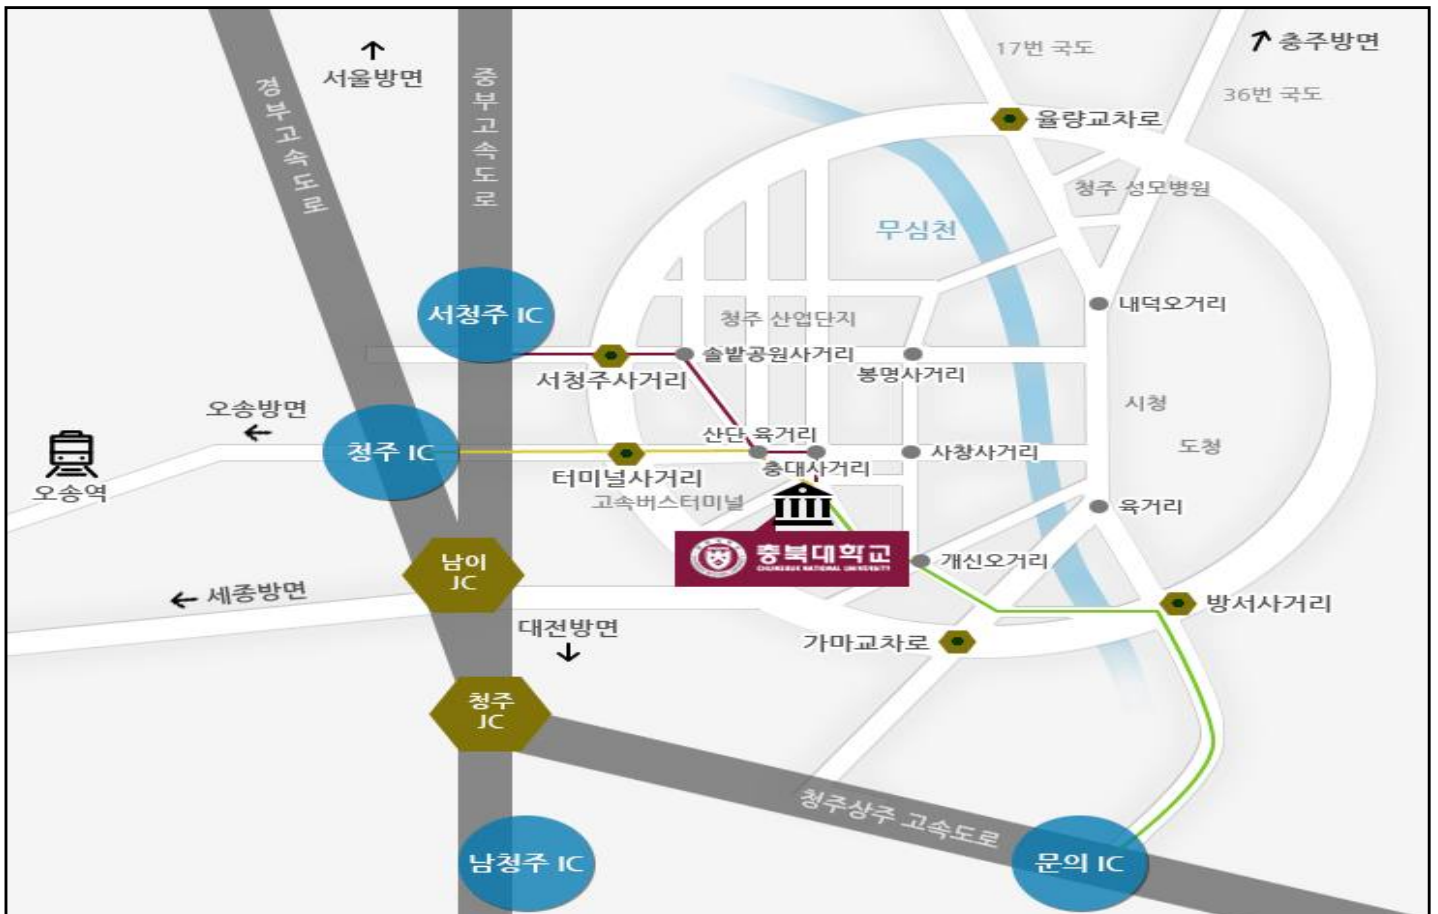 17번 국도
충주방면
서울방면
중부고속도로
경부고속도로
36번 국도
율량교차로
청주 성모병원
무심천
서청주 IC
내덕오거리
청주 산업단지
솔밭공원사거리
봉명사거리
서청주사거리
시청
오송방면
산단 육거리
도청
청주 IC
사창사거리
충대사거리
터미널사거리
오송역
고속버스터미널
육거리
충북대학교
CHUNGBUK NATIONAL UNIVERSITY
개신오거리
남이
JC
세종방면
방서사거리
대전방면
가마교차로
청주
JC
청주상주 고속도로
남청주 IC
문의 IC